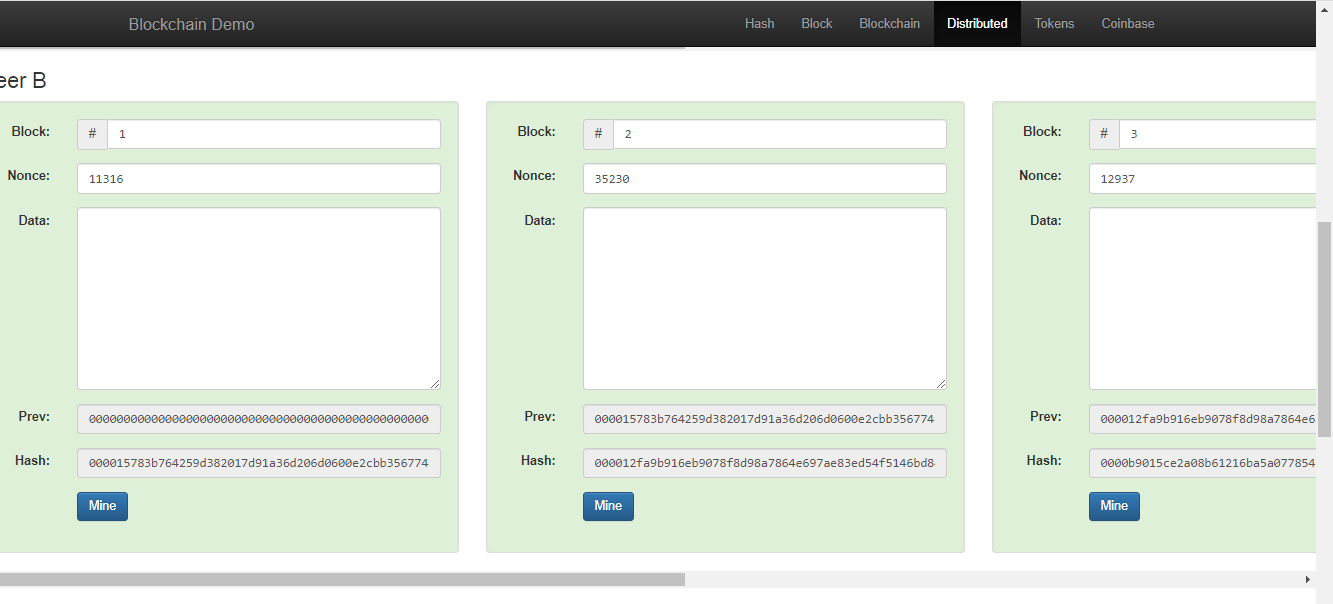 Blockchain Demo Hash Block Blockchain Distributed Tokens Coinbase
eer B
Block: # 1 Block: # 2 Block: # 3
Nonce: 11316 Nonce: 35230 Nonce: 12937
Data: Data: Data:
Prev: 0000000000000000000000000000000000000000000000000 Prev: 000015783b764259d382017d91a36d206d0600e2cbb356774 Prev: 000012fa9b916eb9078f8d98a7864e6
Hash: 000015783b764259d382017d91a36d206d0600e2cbb356774 Hash: 000012fa9b916eb9078f8d98a7864e697ae83ed54f5146bd8 Hash: 0000b9015ce2a08b61216ba5a077854
Mine Mine Mine